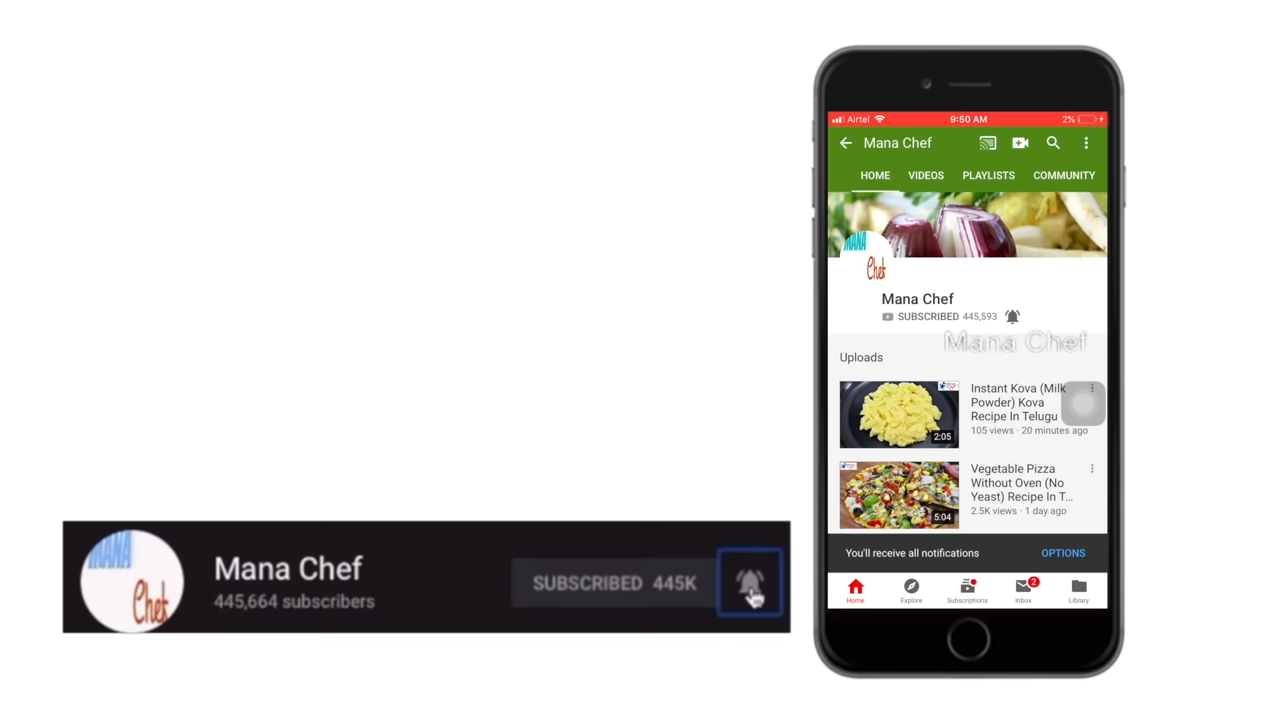 Airtel 9:50 AM 2%
Mana Chef
HOME VIDEOS PLAYLISTS COMMUNITY
MANA
Chef
Mana Chef
SUBSCRIBED 445,593
Mana Chef
Uploads
Instant Kova (Milk
Powder) Kova
Recipe In Telugu
105 views · 20 minutes ago
2:05
Vegetable Pizza
Without Oven (No
Yeast) Recipe In T...
2.5K views · 1 day ago
5:04
You'll receive all notifications OPTIONS
2
Home Explore Subscriptions Inbox Library
MANA
Chef
Mana Chef
445,664 subscribers
SUBSCRIBED 445K